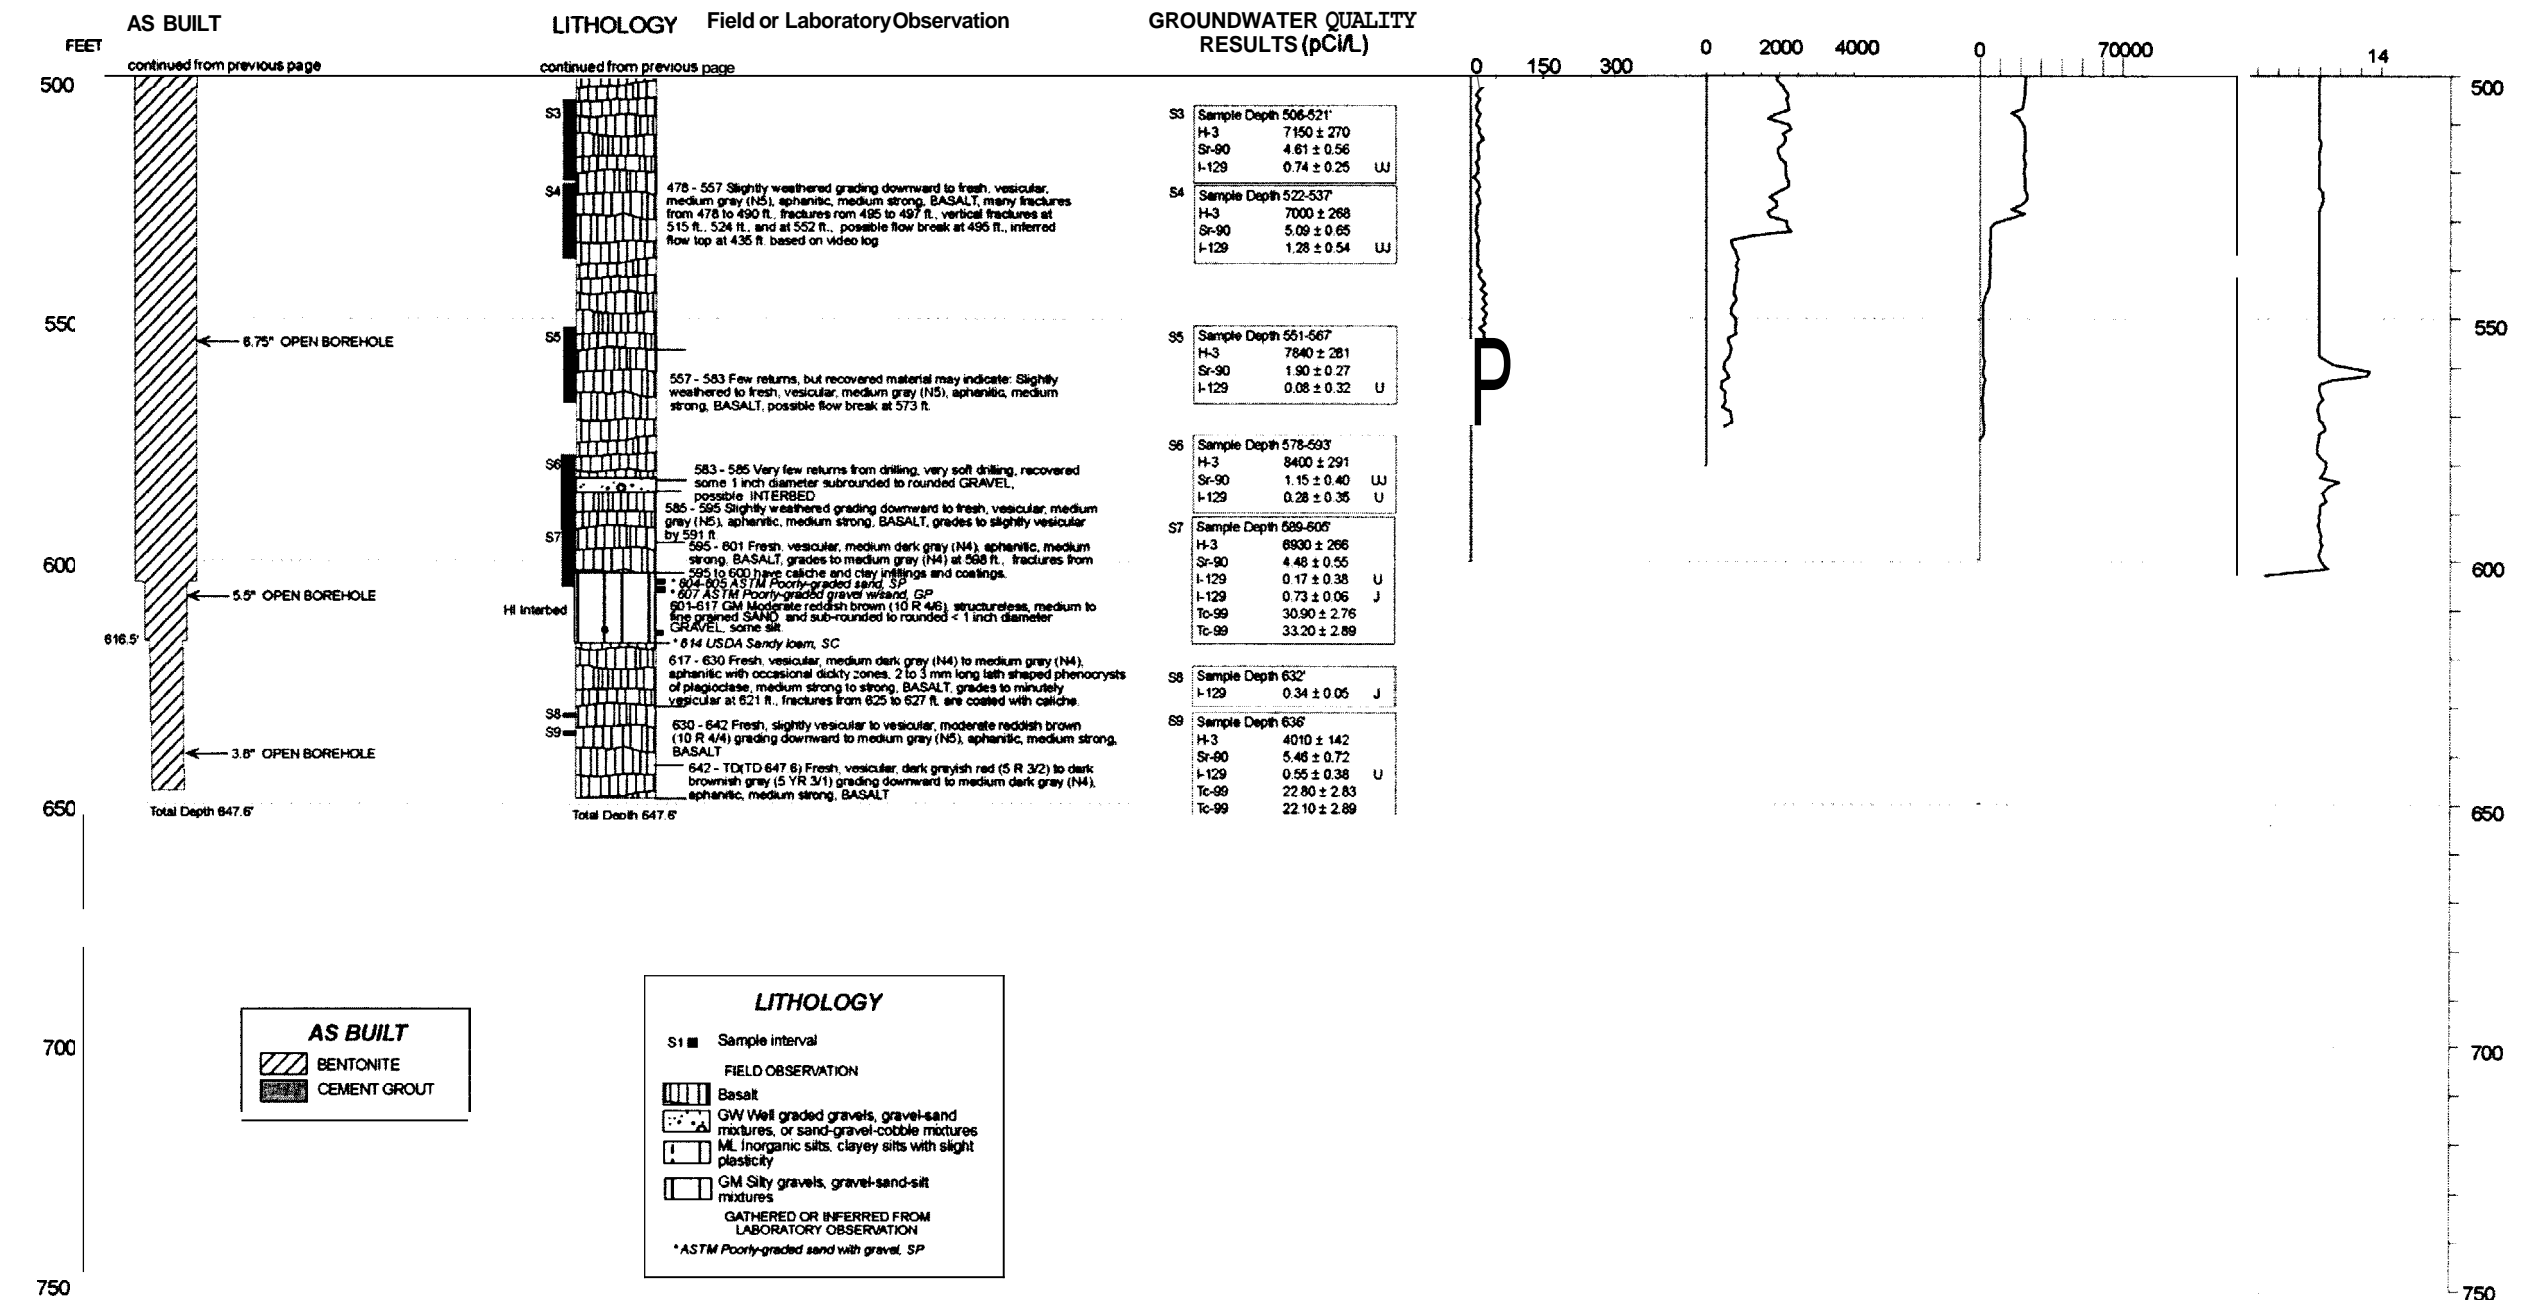 AS BUILT
LITHOLOGY
Field or Laboratory Observation
GROUNDWATER QUALITY
RESULTS (pCi/L)
FEET
continued from previous page
continued from previous page
0 150 300
0 2000 4000
0 70000
14
500
550
600
650
700
750
6.75" OPEN BOREHOLE
5.5" OPEN BOREHOLE
616.5'
3.8" OPEN BOREHOLE
Total Depth 647.6'
S3
S4
S5
S6
S7
HI Interbed
S8
S9
Total Depth 647.6'
478 - 557 Slightly weathered grading downward to fresh, vesicular,
medium gray (N5), aphanitic, medium strong, BASALT, many fractures
from 478 to 490 ft., fractures rom 495 to 497 ft., vertical fractures at
515 ft., 524 ft., and at 552 ft., possible flow break at 495 ft., inferred
flow top at 435 ft. based on video log
557 - 583 Few returns, but recovered material may indicate: Slightly
weathered to fresh, vesicular, medium gray (N5), aphanitic, medium
strong, BASALT, possible flow break at 573 ft.
583 - 585 Very few returns from drilling, very soft drilling, recovered
some 1 inch diameter subrounded to rounded GRAVEL,
possible INTERBED
585 - 595 Slightly weathered grading downward to fresh, vesicular, medium
gray (N5), aphanitic, medium strong, BASALT, grades to slightly vesicular
by 591 ft
595 - 601 Fresh, vesicular, medium dark gray (N4), aphanitic, medium
strong, BASALT, grades to medium gray (N4) at 598 ft., fractures from
595 to 600 have caliche and clay infillings and coatings.
* 604-605 ASTM Poorly-graded sand, SP
* 607 ASTM Poorly-graded gravel w/sand, GP
601-617 GM Moderate reddish brown (10 R 4/6), structureless, medium to
fine grained SAND and sub-rounded to rounded < 1 inch diameter
GRAVEL, some silt
* 614 USDA Sandy loam, SC
617 - 630 Fresh, vesicular, medium dark gray (N4) to medium gray (N4),
aphanitic with occasional dickty zones, 2 to 3 mm long lath shaped phenocrysts
of plagioclase, medium strong to strong, BASALT, grades to minutely
vesicular at 621 ft., fractures from 625 to 627 ft. are coated with caliche.
630 - 642 Fresh, slightly vesicular to vesicular, moderate reddish brown
(10 R 4/4) grading downward to medium gray (N5), aphanitic, medium strong,
BASALT
642 - TD(TD 647.6) Fresh, vesicular, dark grayish red (5 R 3/2) to dark
brownish gray (5 YR 3/1) grading downward to medium dark gray (N4),
aphanitic, medium strong, BASALT
S3 Sample Depth 506-521'
H-3 7150 ± 270
Sr-90 4.61 ± 0.56
I-129 0.74 ± 0.25 UJ
S4 Sample Depth 522-537'
H-3 7000 ± 268
Sr-90 5.09 ± 0.65
I-129 1.28 ± 0.54 UJ
S5 Sample Depth 551-567'
H-3 7840 ± 281
Sr-90 1.90 ± 0.27
I-129 0.08 ± 0.32 U
S6 Sample Depth 578-593'
H-3 8400 ± 291
Sr-90 1.15 ± 0.40 UJ
I-129 0.28 ± 0.35 U
S7 Sample Depth 589-605'
H-3 6930 ± 266
Sr-90 4.48 ± 0.55
I-129 0.17 ± 0.38 U
I-129 0.73 ± 0.06 J
Tc-99 30.90 ± 2.76
Tc-99 33.20 ± 2.89
S8 Sample Depth 632'
I-129 0.34 ± 0.05 J
S9 Sample Depth 636'
H-3 4010 ± 142
Sr-90 5.46 ± 0.72
I-129 0.55 ± 0.38 U
Tc-99 22.80 ± 2.83
Tc-99 22.10 ± 2.89
P
500
550
600
650
700
750
AS BUILT
BENTONITE
CEMENT GROUT
LITHOLOGY
S1 Sample interval
FIELD OBSERVATION
Basalt
GW Well graded gravels, gravel-sand
mixtures, or sand-gravel-cobble mixtures
ML Inorganic silts, clayey silts with slight
plasticity
GM Silty gravels, gravel-sand-silt
mixtures
GATHERED OR INFERRED FROM
LABORATORY OBSERVATION
* ASTM Poorly-graded sand with gravel, SP